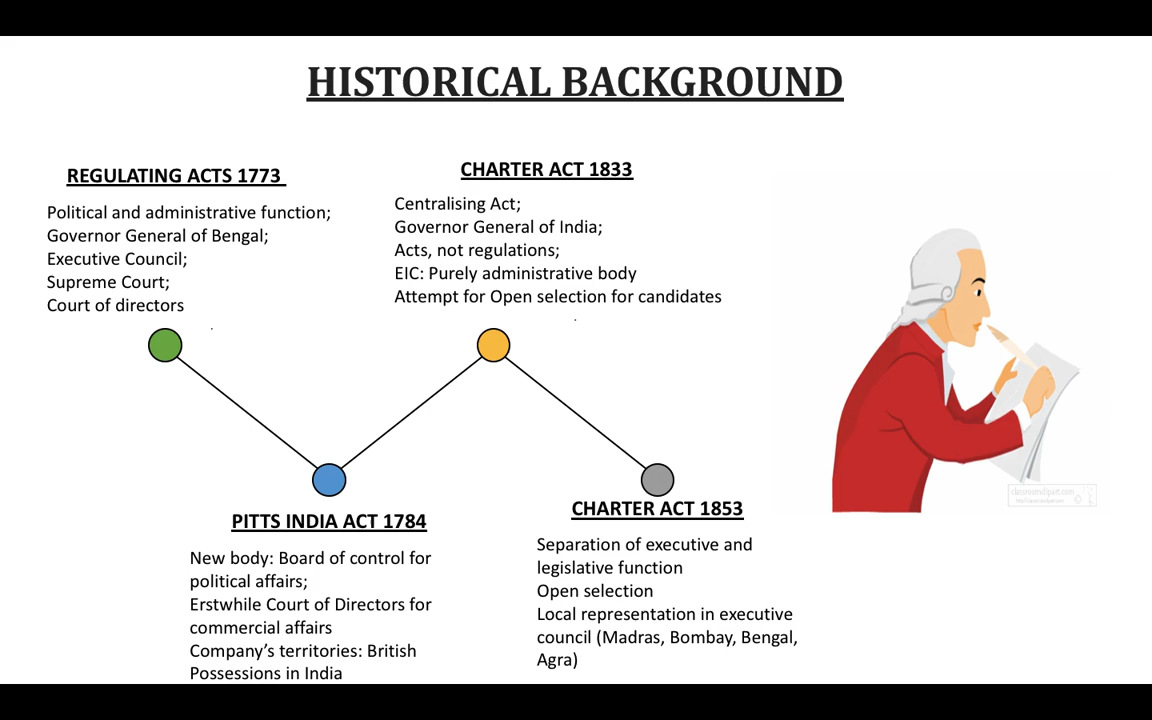 HISTORICAL BACKGROUND
REGULATING ACTS 1773
Political and administrative function;
Governor General of Bengal;
Executive Council;
Supreme Court;
Court of directors
CHARTER ACT 1833
Centralising Act;
Governor General of India;
Acts, not regulations;
EIC: Purely administrative body
Attempt for Open selection for candidates
PITTS INDIA ACT 1784
New body: Board of control for
political affairs;
Erstwhile Court of Directors for
commercial affairs
Company’s territories: British
Possessions in India
CHARTER ACT 1853
Separation of executive and
legislative function
Open selection
Local representation in executive
council (Madras, Bombay, Bengal,
Agra)
classroomclipart.com